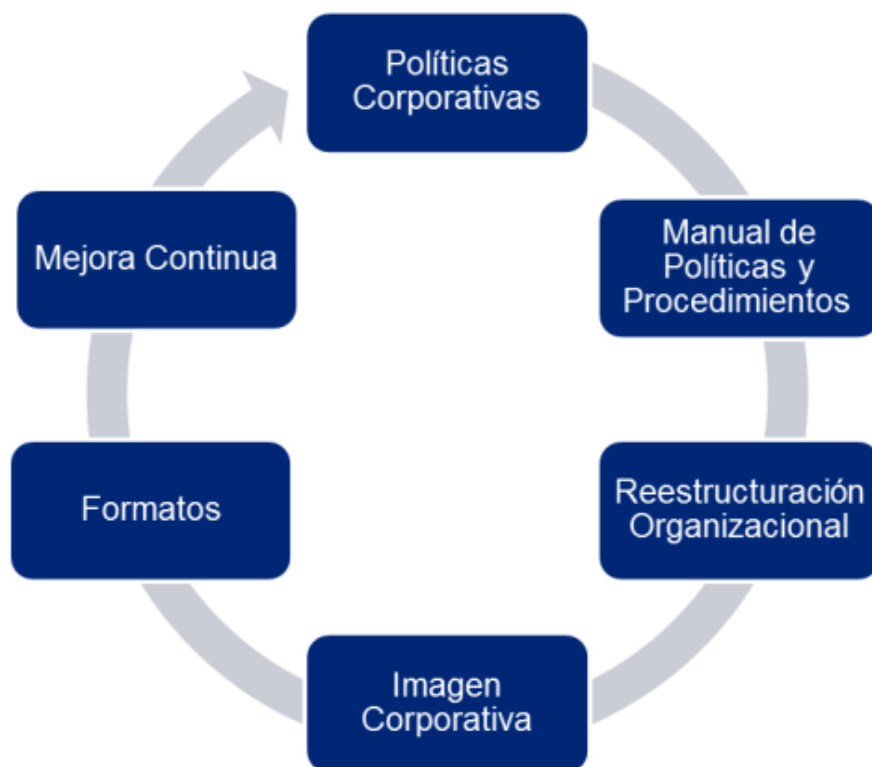 Políticas
Corporativas
Manual de
Políticas y
Procedimientos
Reestructuración
Organizacional
Imagen
Corporativa
Formatos
Mejora Continua